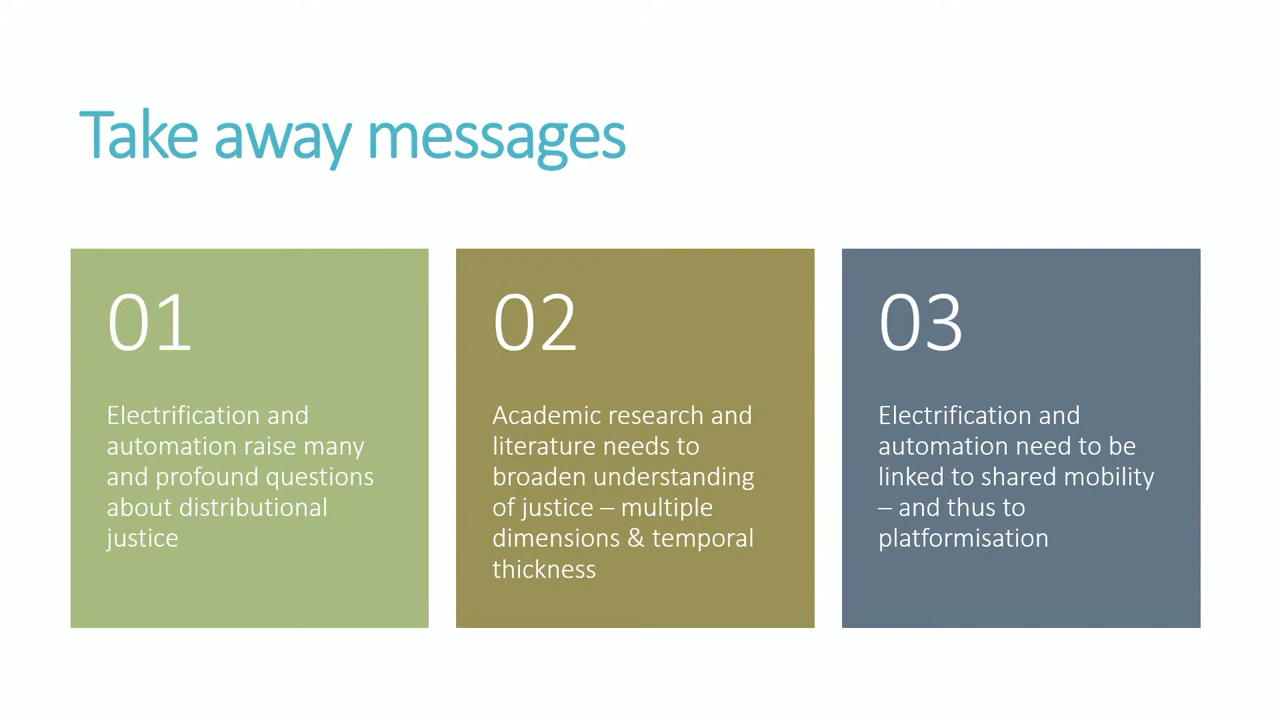 Take away messages
01
Electrification and
automation raise many
and profound questions
about distributional
justice
02
Academic research and
literature needs to
broaden understanding
of justice – multiple
dimensions & temporal
thickness
03
Electrification and
automation need to be
linked to shared mobility
– and thus to
platformisation